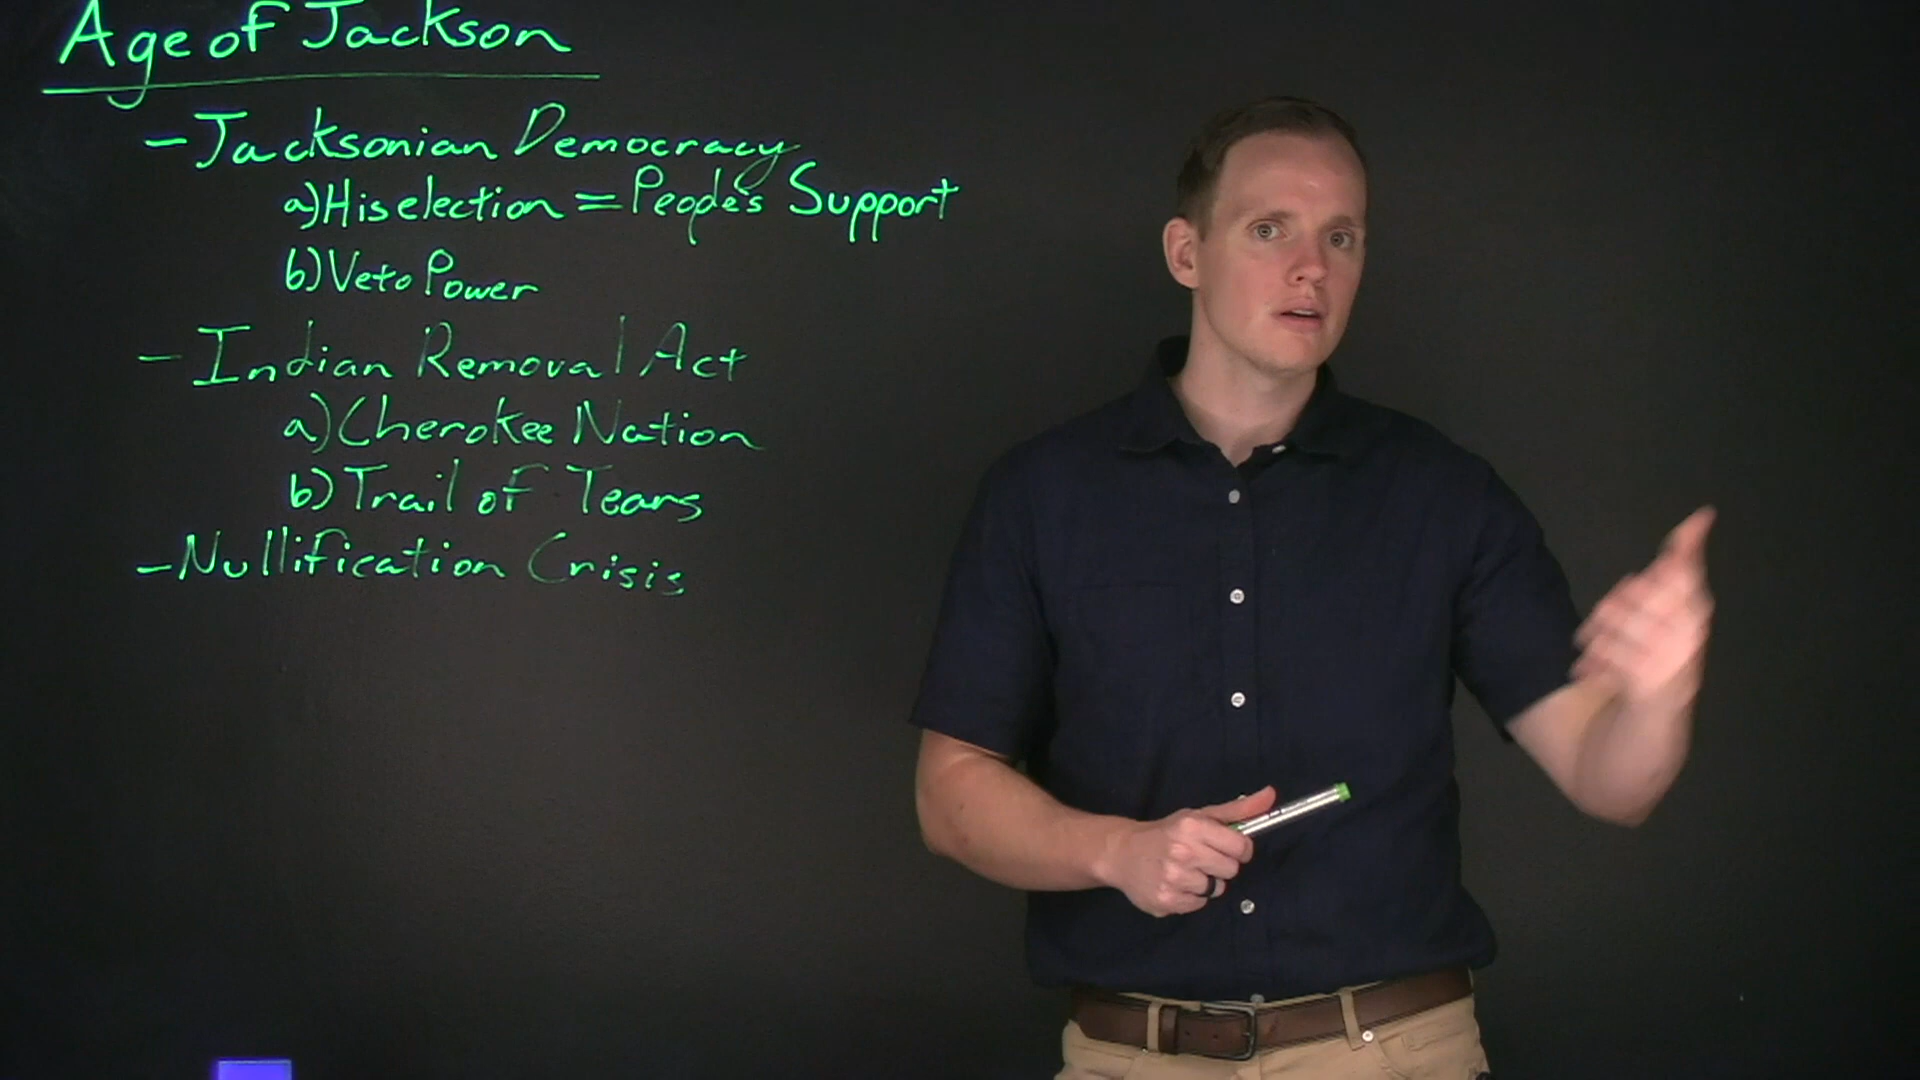 Age of Jackson
- Jacksonian Democracy
a) His election = People's Support
b) Veto Power
- Indian Removal Act
a) Cherokee Nation
b) Trail of Tears
- Nullification Crisis